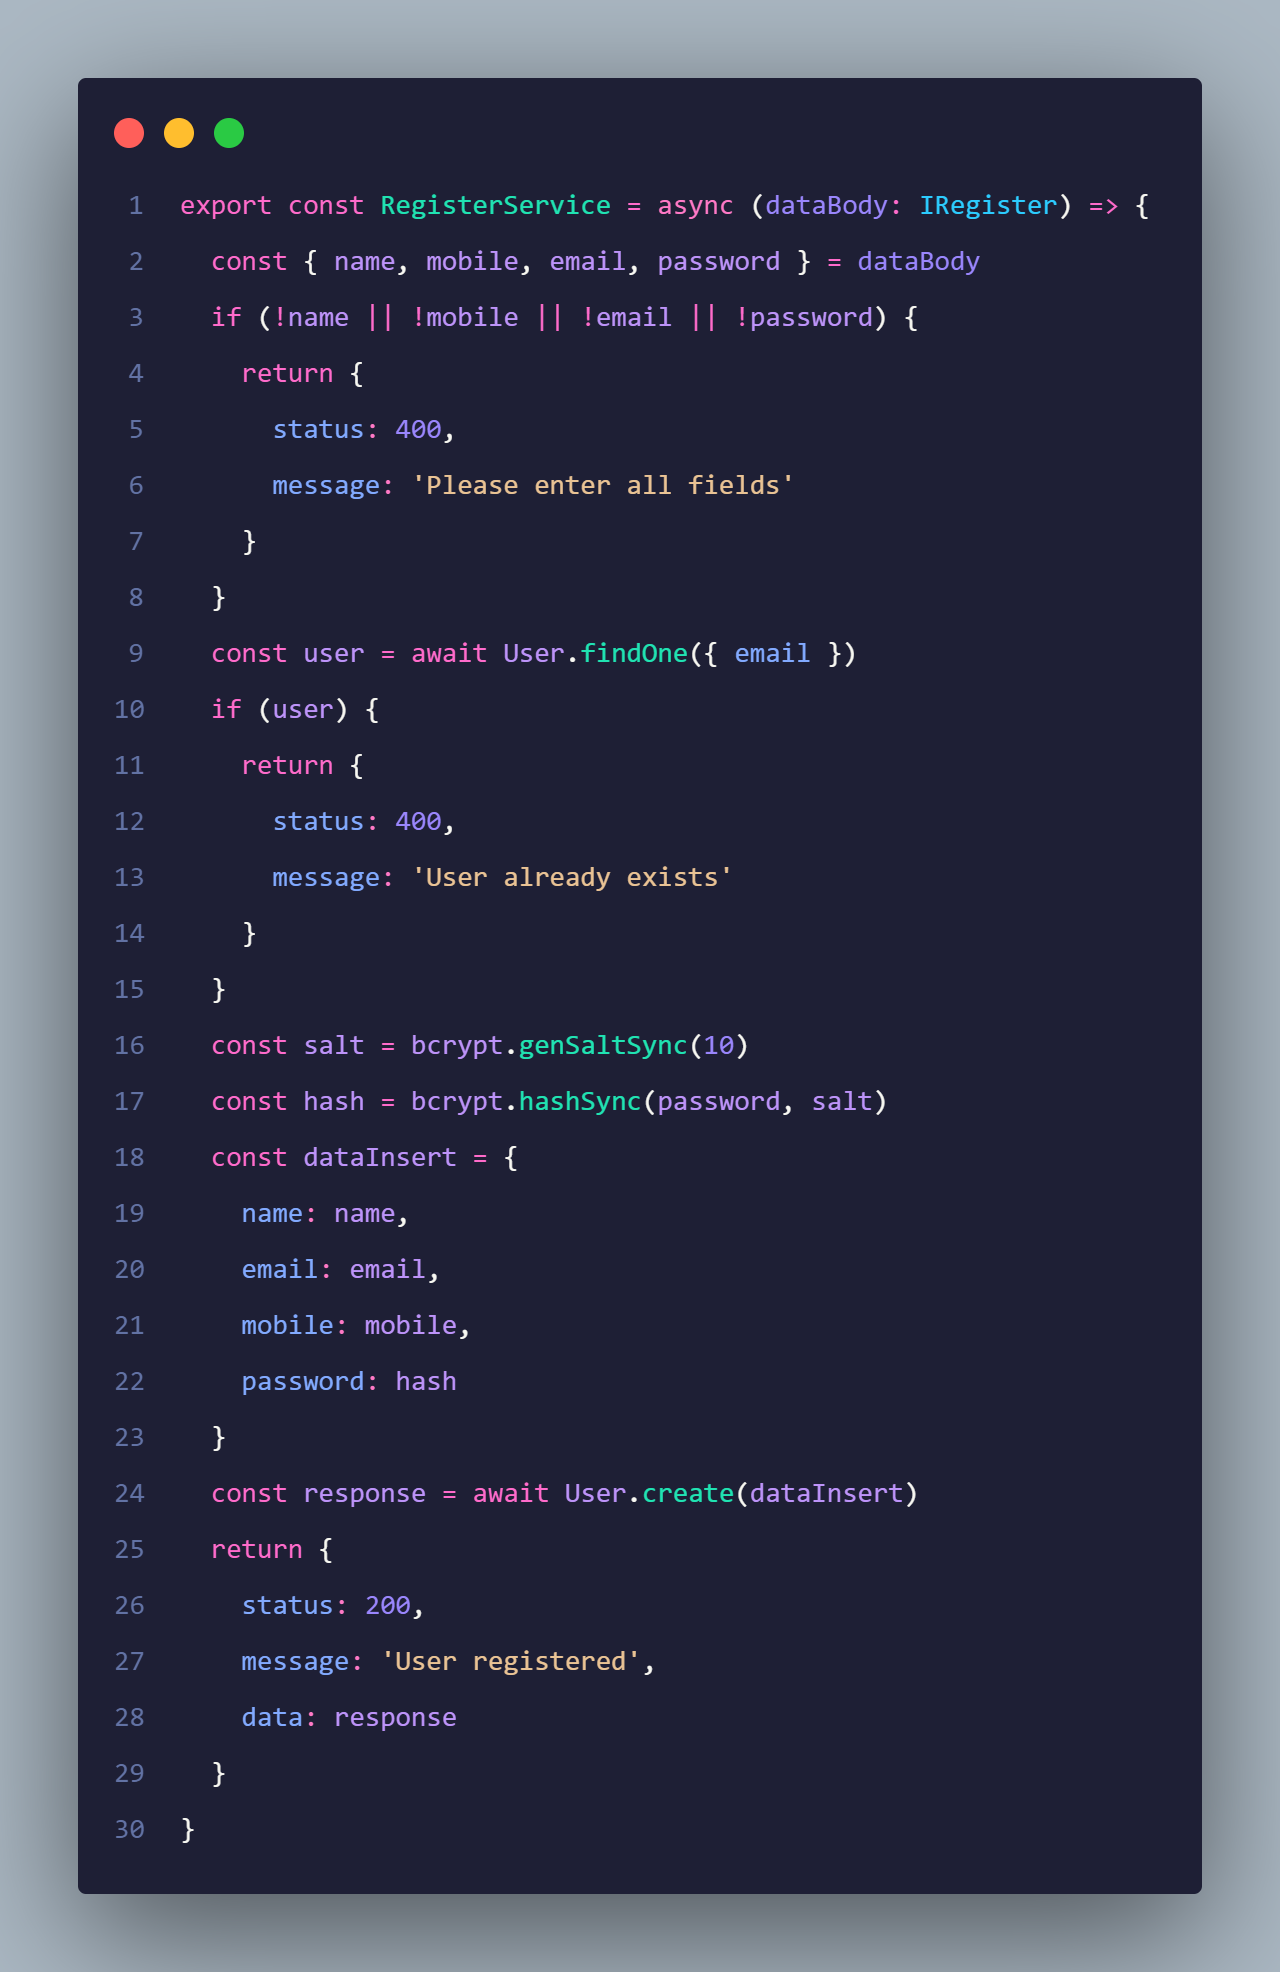 1 export const RegisterService = async (dataBody: IRegister) => {
2   const { name, mobile, email, password } = dataBody
3   if (!name || !mobile || !email || !password) {
4     return {
5       status: 400,
6       message: 'Please enter all fields'
7     }
8   }
9   const user = await User.findOne({ email })
10   if (user) {
11     return {
12       status: 400,
13       message: 'User already exists'
14     }
15   }
16   const salt = bcrypt.genSaltSync(10)
17   const hash = bcrypt.hashSync(password, salt)
18   const dataInsert = {
19     name: name,
20     email: email,
21     mobile: mobile,
22     password: hash
23   }
24   const response = await User.create(dataInsert)
25   return {
26     status: 200,
27     message: 'User registered',
28     data: response
29   }
30 }